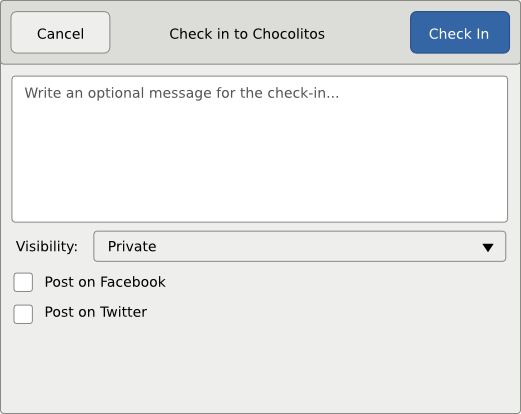 Cancel
Check in to Chocolitos
Check In
Write an optional message for the check-in...
Visibility:
Private
Post on Facebook
Post on Twitter